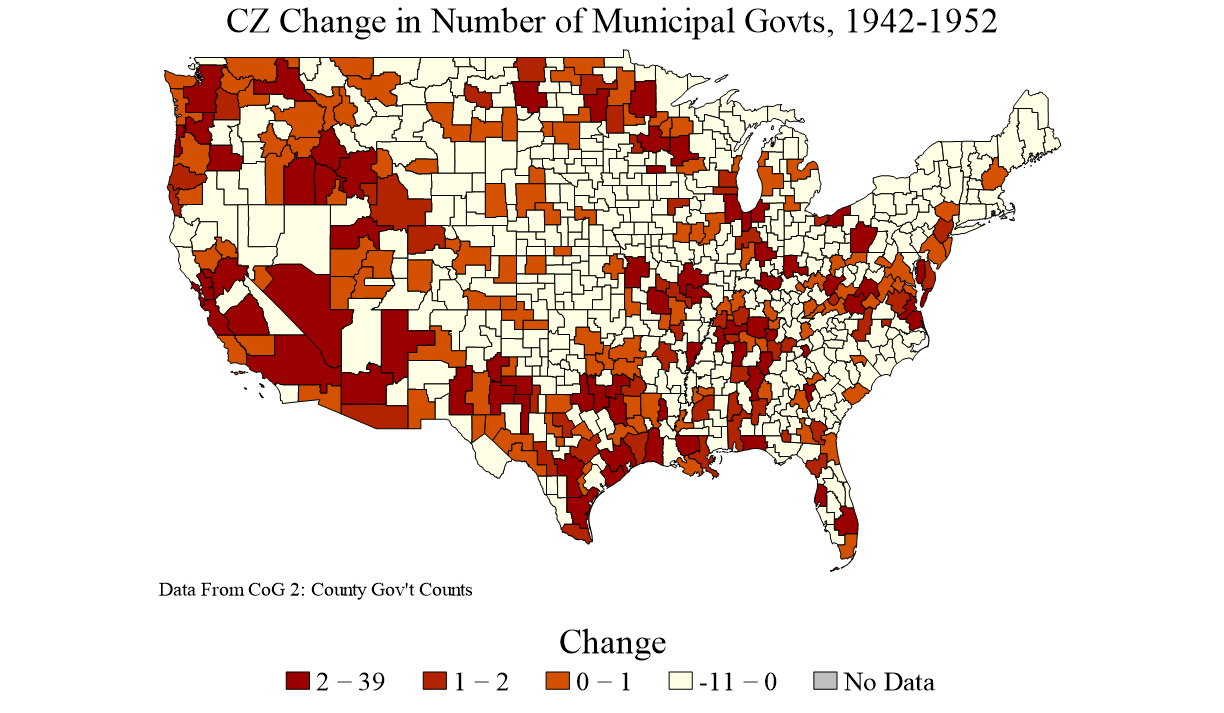 CZ Change in Number of Municipal Govts, 1942-1952
Data From CoG 2: County Gov't Counts
Change
2 − 39 1 − 2 0 − 1 -11 − 0 No Data